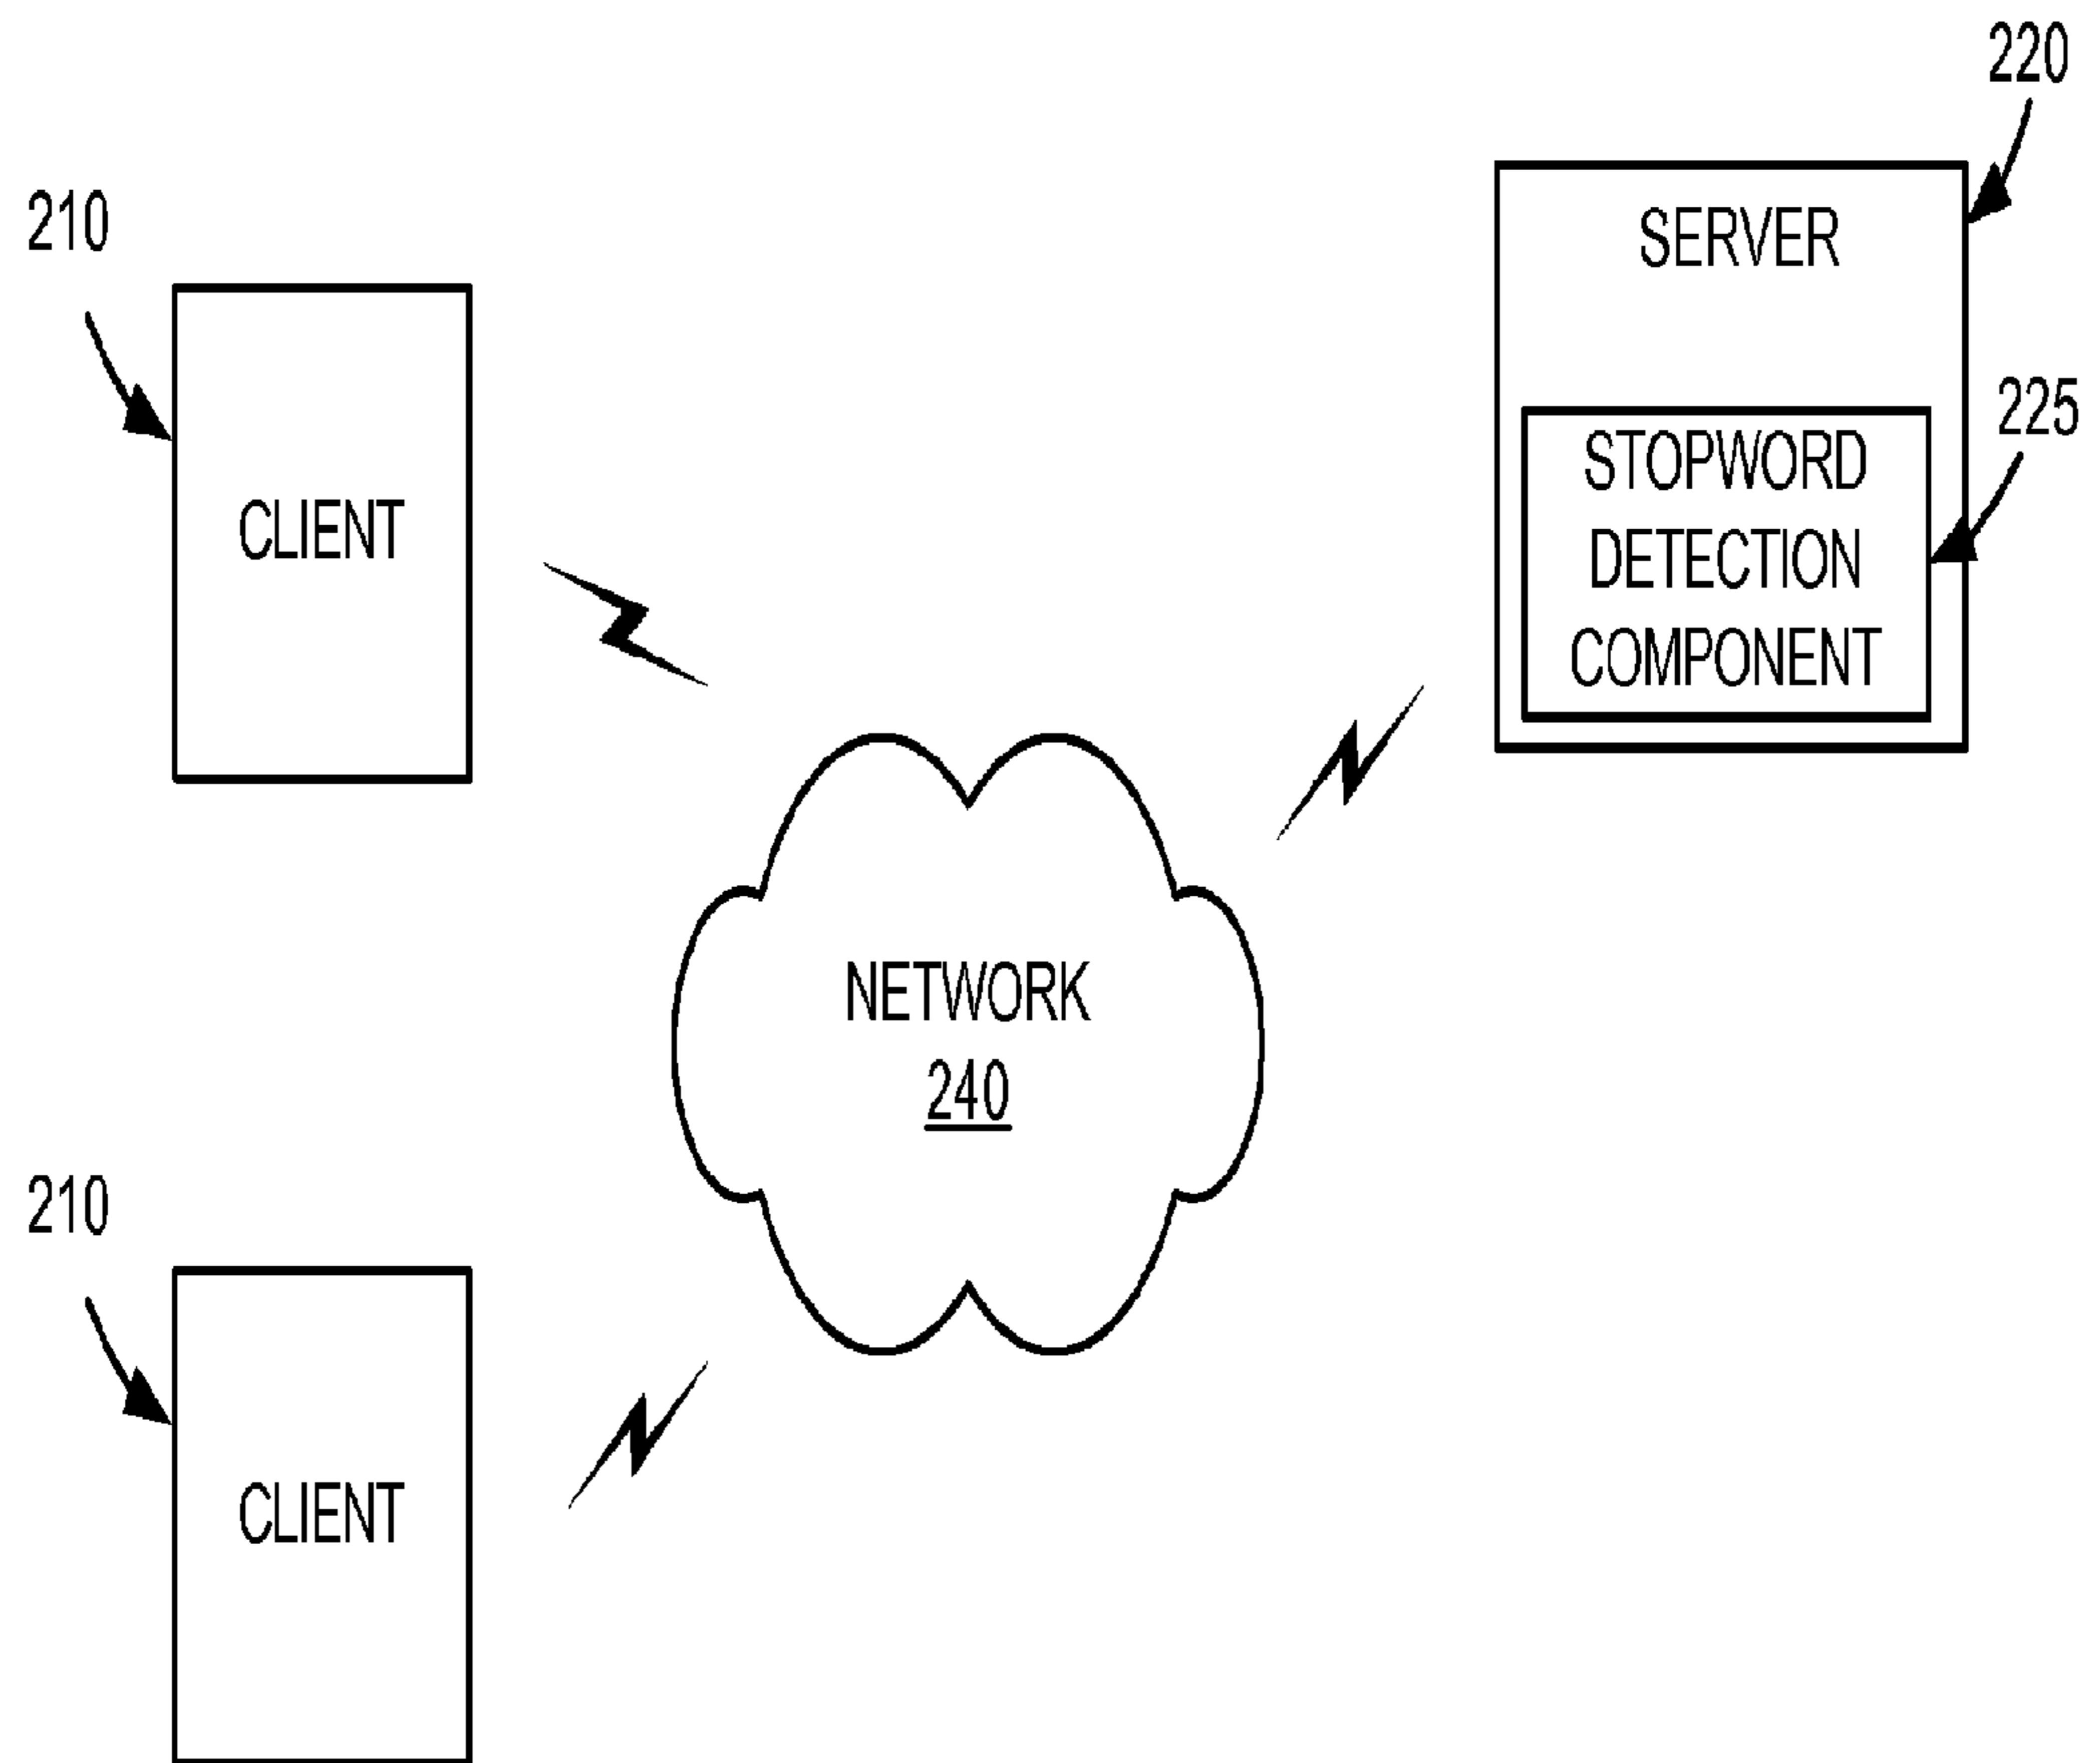 220
210
SERVER
225
STOPWORD
DETECTION
COMPONENT
CLIENT
NETWORK
240
210
CLIENT